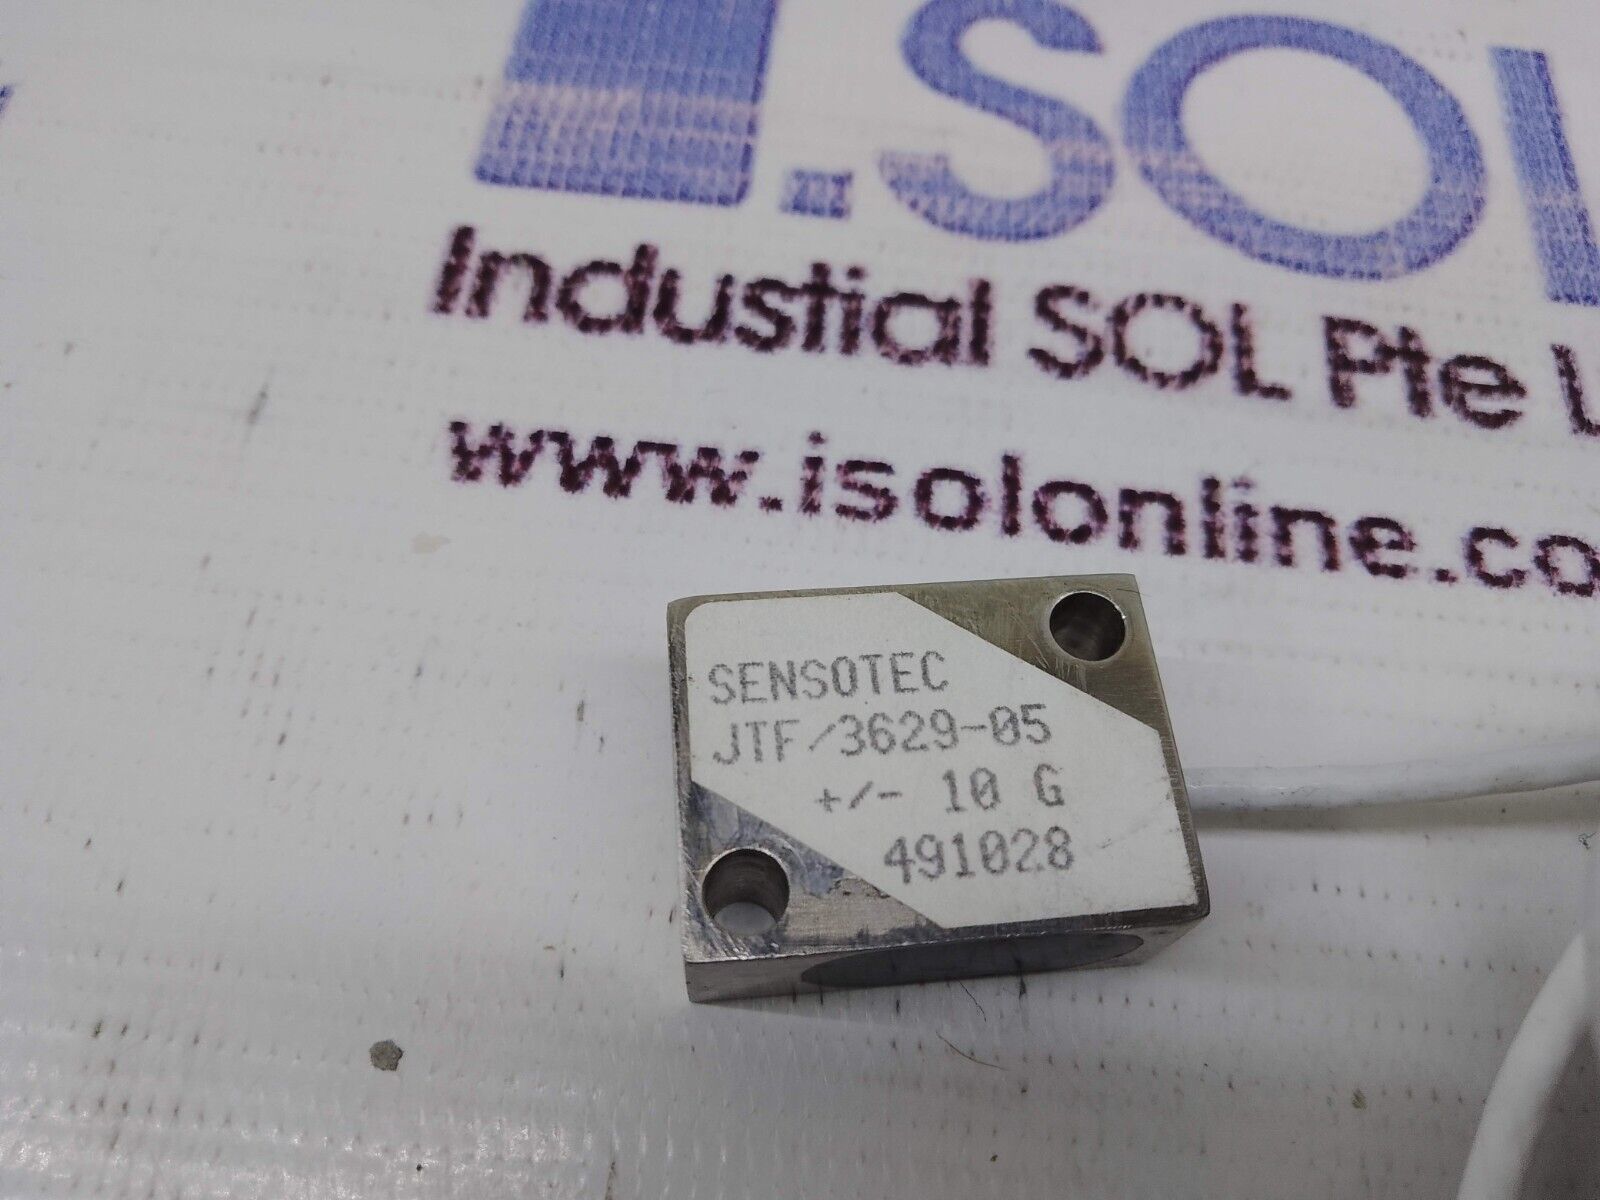 I.SOL
Industial SOL Pte L
www.isolonline.co
SENSOTEC
JTF/3629-05
+/- 10 G
491028